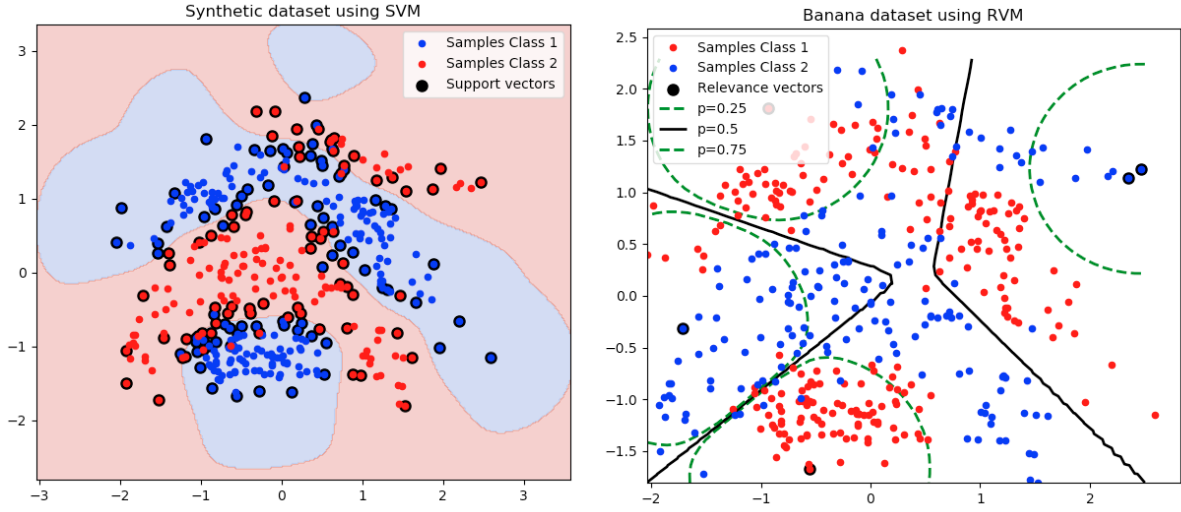 Synthetic dataset using SVM
Samples Class 1
Samples Class 2
Support vectors
3
2
1
0
−1
−2
−3
−2
−1
0
1
2
3
Banana dataset using RVM
Samples Class 1
Samples Class 2
Relevance vectors
p=0.25
p=0.5
p=0.75
2.5
2.0
1.5
1.0
0.5
0.0
−0.5
−1.0
−1.5
−2
−1
0
1
2